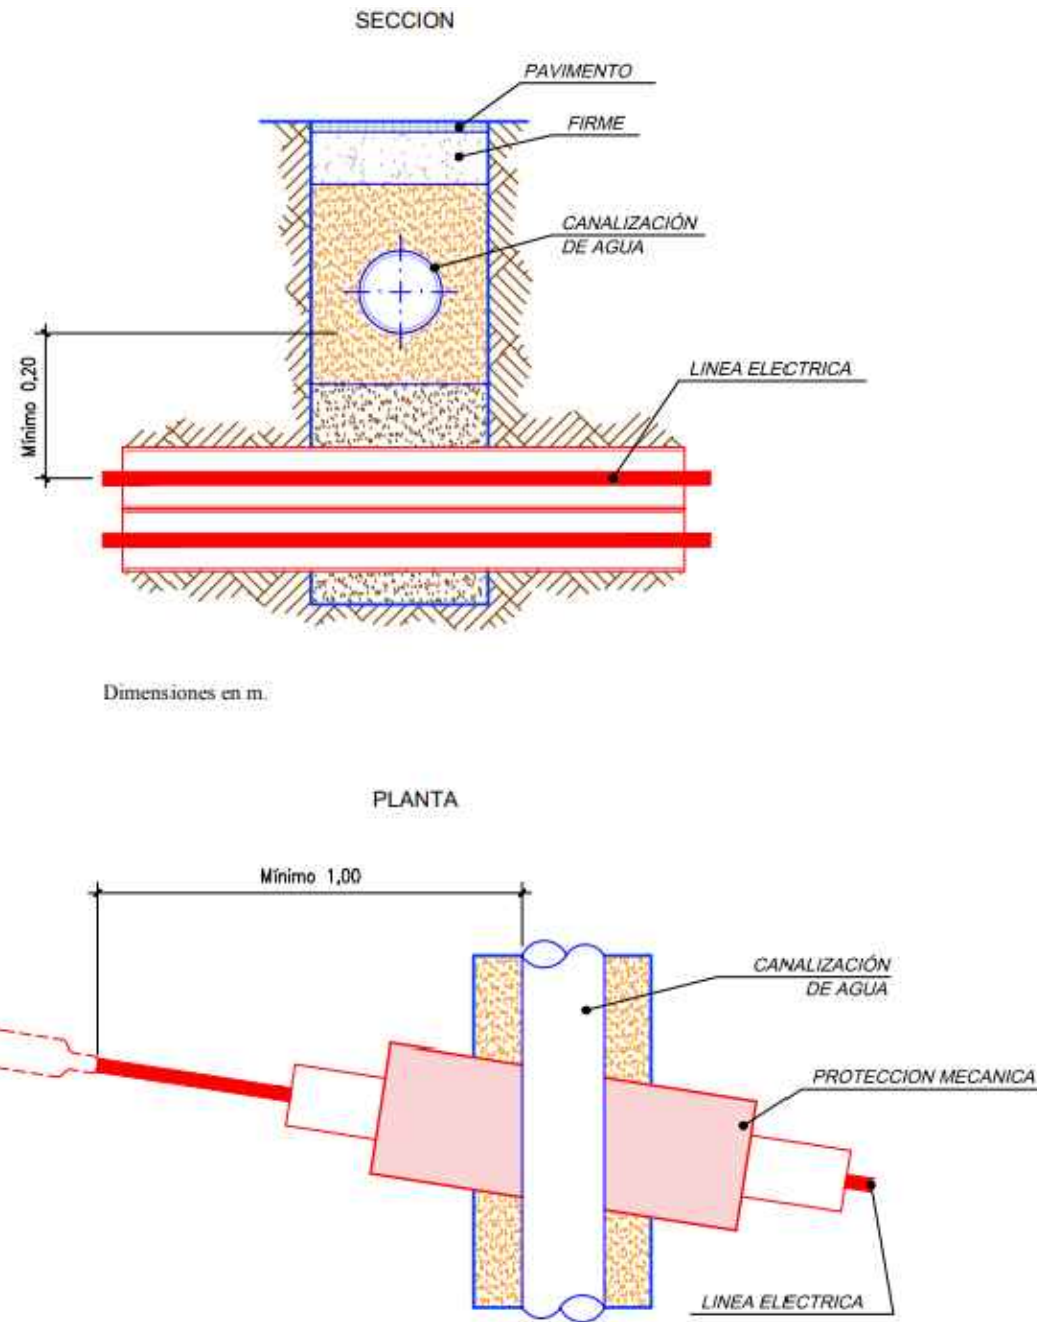 SECCION
PAVIMENTO
FIRME
CANALIZACIÓN
DE AGUA
Mínimo 0,20
LINEA ELECTRICA
Dimensiones en m.
PLANTA
Mínimo 1,00
CANALIZACIÓN
DE AGUA
PROTECCION MECANICA
LINEA ELECTRICA